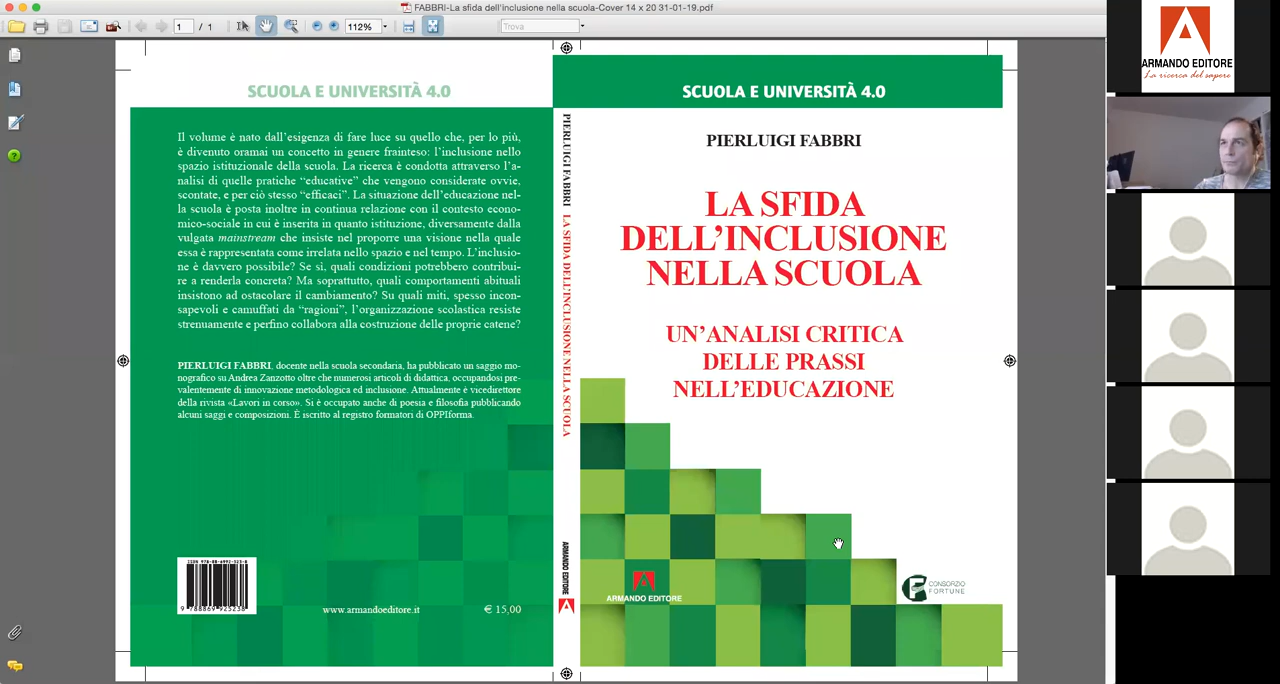 FABBRI-La sfida dell'inclusione nella scuola-Cover 14 x 20 31-01-19.pdf
1 / 1
112%
Trova
SCUOLA E UNIVERSITÀ 4.0
Il volume è nato dall'esigenza di fare luce su quello che, per lo più,
è divenuto oramai un concetto in genere frainteso: l'inclusione nello
spazio istituzionale della scuola. La ricerca è condotta attraverso l'a-
nalisi di quelle pratiche “educative” che vengono considerate ovvie,
scontate, e per ciò stesso “efficaci”. La situazione dell'educazione nel-
la scuola è posta inoltre in continua relazione con il contesto econo-
mico-sociale in cui è inserita in quanto istituzione, diversamente dalla
vulgata mainstream che insiste nel proporre una visione nella quale
essa è rappresentata come irrelata nello spazio e nel tempo. L'inclusio-
ne è davvero possibile? Se sì, quali condizioni potrebbero contribui-
re a renderla concreta? Ma soprattutto, quali comportamenti abituali
insistono ad ostacolare il cambiamento? Su quali miti, spesso incon-
sapevoli e camuffati da “ragioni”, l'organizzazione scolastica resiste
strenuamente e perfino collabora alla costruzione delle proprie catene?
PIERLUIGI FABBRI, docente nella scuola secondaria, ha pubblicato un saggio mo-
nografico su Andrea Zanzotto oltre che numerosi articoli di didattica, occupandosi pre-
valentemente di innovazione metodologica ed inclusione. Attualmente è vicedirettore
della rivista «Lavori in corso». Si è occupato anche di poesia e filosofia pubblicando
alcuni saggi e composizioni. È iscritto al registro formatori di OPPIforma.
ISBN 978-88-6992-523-8
9 788869 925238
www.armandoeditore.it
€ 15,00
PIERLUIGI FABBRI LA SFIDA DELL'INCLUSIONE NELLA SCUOLA
ARMANDO EDITORE
SCUOLA E UNIVERSITÀ 4.0
PIERLUIGI FABBRI
LA SFIDA
DELL'INCLUSIONE
NELLA SCUOLA
UN'ANALISI CRITICA
DELLE PRASSI
NELL'EDUCAZIONE
ARMANDO EDITORE
CONSORZIO
FORTUNE
ARMANDO EDITORE
La ricerca del sapere